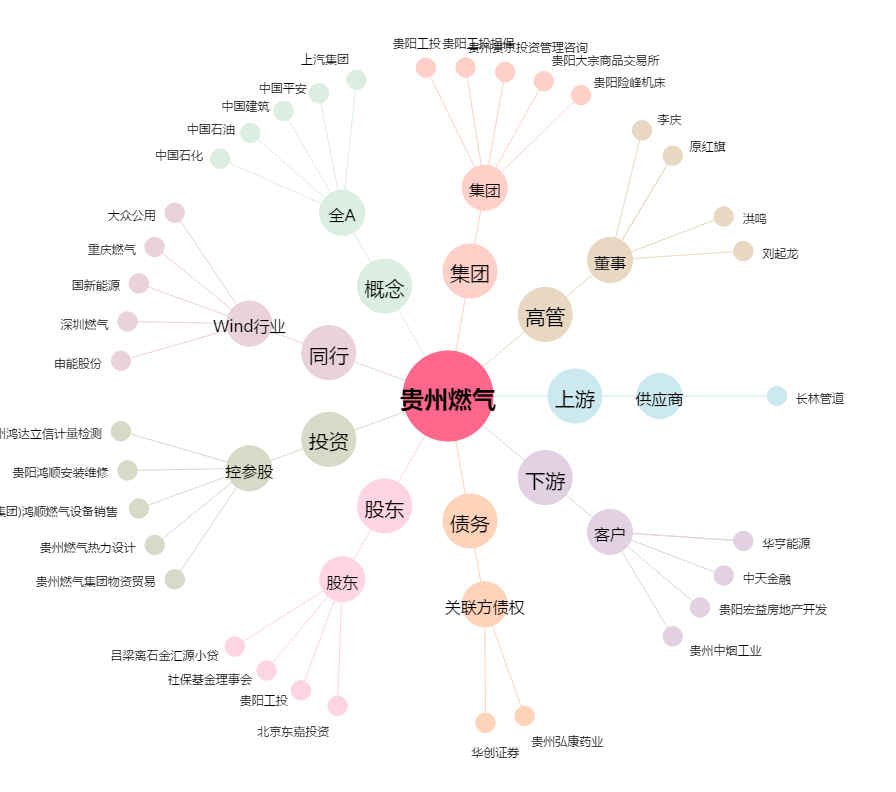 贵阳工投
贵阳工投担保
贵州贵京投资管理咨询
贵阳大宗商品交易所
贵阳险峰机床
上汽集团
中国平安
中国建筑
中国石油
中国石化
李庆
原红旗
洪鸣
刘起龙
集团
全A
董事
集团
概念
高管
大众公用
重庆燃气
国新能源
深圳燃气
申能股份
Wind行业
同行
贵州燃气
上游
供应商
长林管道
投资
控参股
州鸿达立信计量检测
贵阳鸿顺安装维修
集团)鸿顺燃气设备销售
贵州燃气热力设计
贵州燃气集团物资贸易
下游
客户
华亨能源
中天金融
贵阳宏益房地产开发
贵州中烟工业
股东
债务
股东
关联方债权
吕梁离石金汇源小贷
社保基金理事会
贵阳工投
北京东嘉投资
华创证券
贵州弘康药业